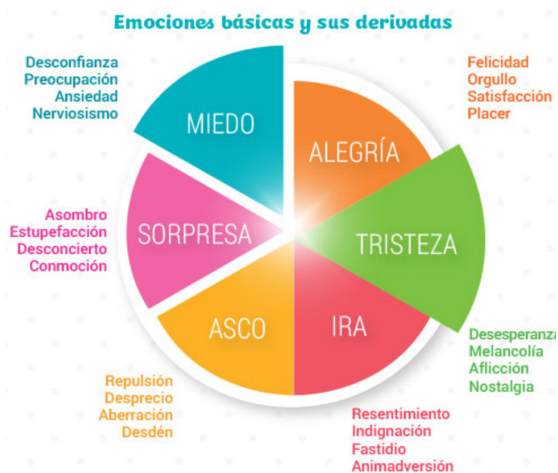 Emociones básicas y sus derivadas
Desconfianza
Preocupación
Ansiedad
Nerviosismo
MIEDO
Felicidad
Orgullo
Satisfacción
Placer
ALEGRÍA
Asombro
Estupefacción
Desconcierto
Conmoción
SORPRESA
TRISTEZA
Desesperanza
Melancolía
Aflicción
Nostalgia
ASCO
Repulsión
Desprecio
Aberración
Desdén
IRA
Resentimiento
Indignación
Fastidio
Animadversión